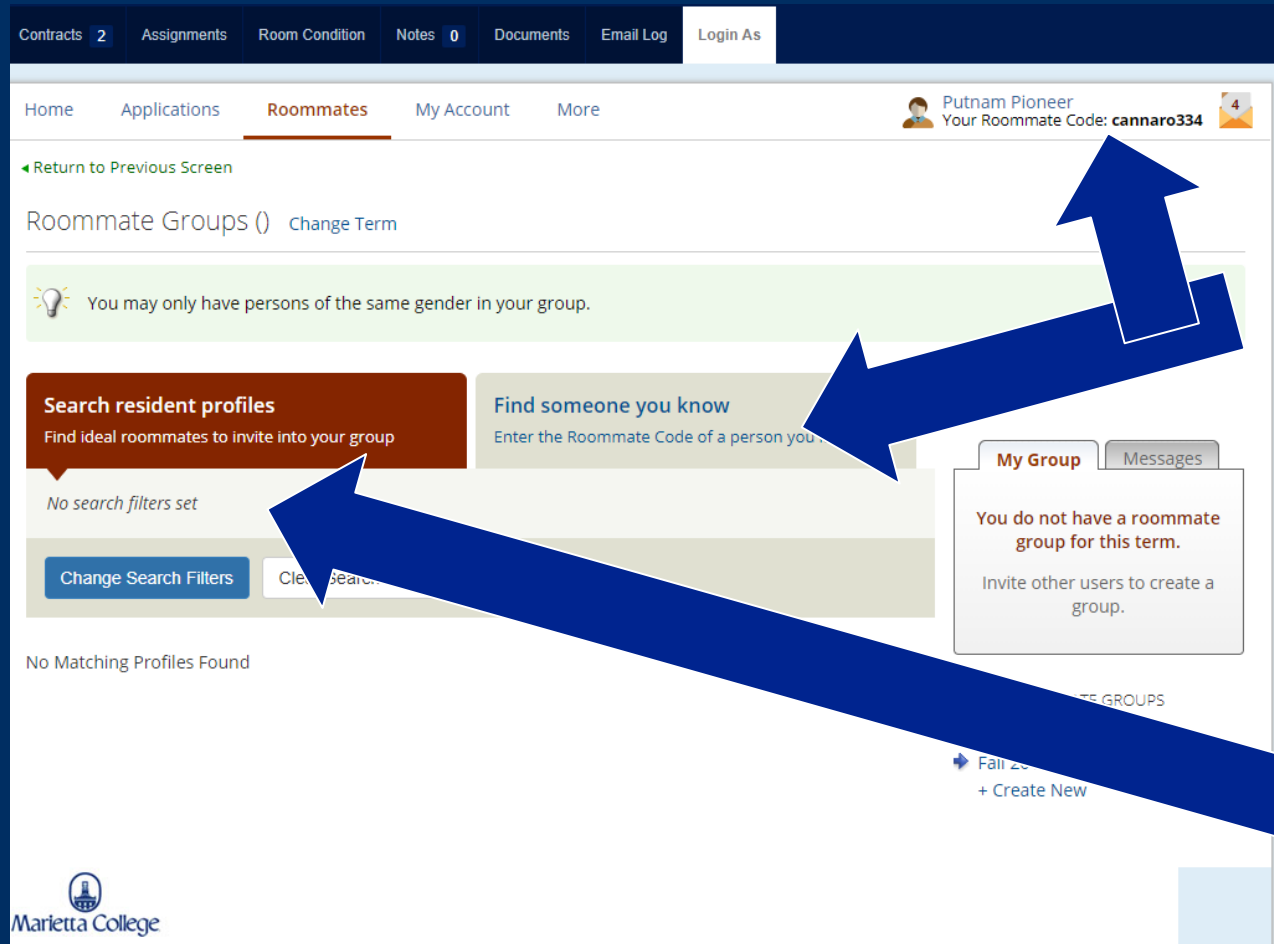 Contracts 2 Assignments Room Condition Notes 0 Documents Email Log Login As
Home Applications Roommates My Account More
Putnam Pioneer
Your Roommate Code: cannaro334
4
◂ Return to Previous Screen
Roommate Groups () Change Term
You may only have persons of the same gender in your group.
Search resident profiles
Find ideal roommates to invite into your group
Find someone you know
Enter the Roommate Code of a person you
No search filters set
Change Search Filters
My Group Messages
You do not have a roommate
group for this term.
Invite other users to create a
group.
No Matching Profiles Found
GROUPS
Fall
+ Create New
Marietta College